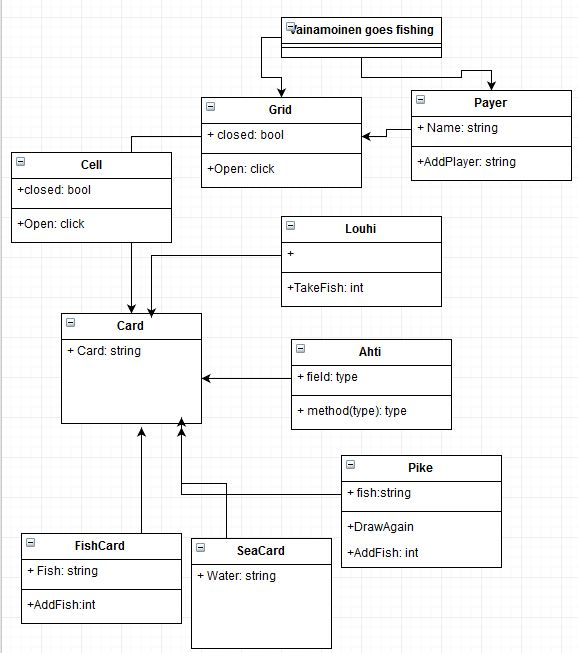 Vainamoinen goes fishing
Grid
+ closed: bool
+Open: click
Payer
+ Name: string
+AddPlayer: string
Cell
+closed: bool
+Open: click
Louhi
+
+TakeFish: int
Card
+ Card: string
Ahti
+ field: type
+ method(type): type
Pike
+ fish:string
+DrawAgain
+AddFish: int
FishCard
+ Fish: string
+AddFish:int
SeaCard
+ Water: string